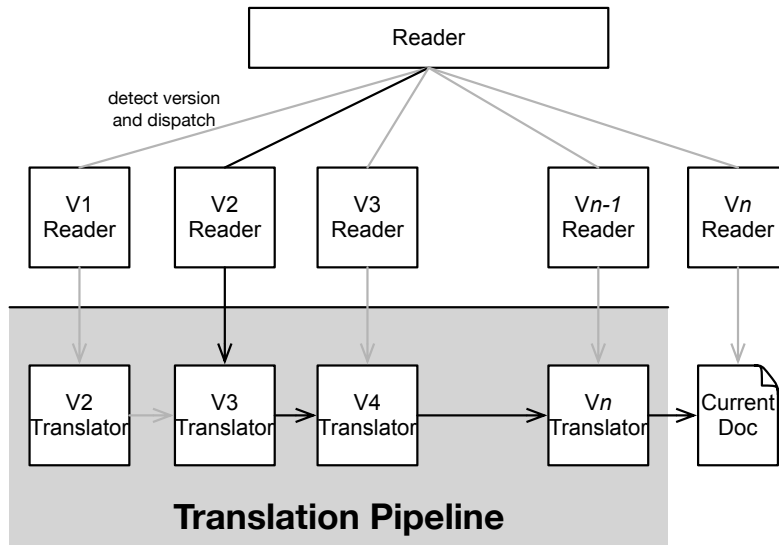 Reader
detect version
and dispatch
V1
Reader
V2
Reader
V3
Reader
Vn-1
Reader
Vn
Reader
V2
Translator
V3
Translator
V4
Translator
Vn
Translator
Current
Doc
Translation Pipeline